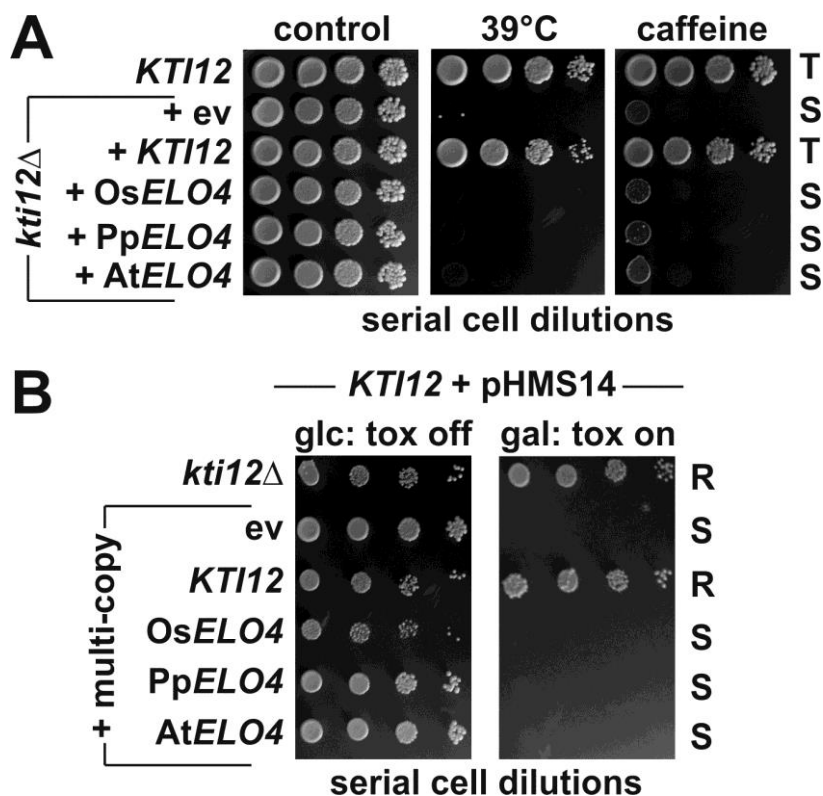 A
control 39°C caffeine
KTI12 T
+ ev S
+ KTI12 T
+ OsELO4 S
+ PpELO4 S
+ AtELO4 S
kti12Δ
serial cell dilutions
B
KTI12 + pHMS14
glc: tox off gal: tox on
kti12Δ R
ev S
KTI12 R
OsELO4 S
PpELO4 S
AtELO4 S
+ multi-copy
serial cell dilutions